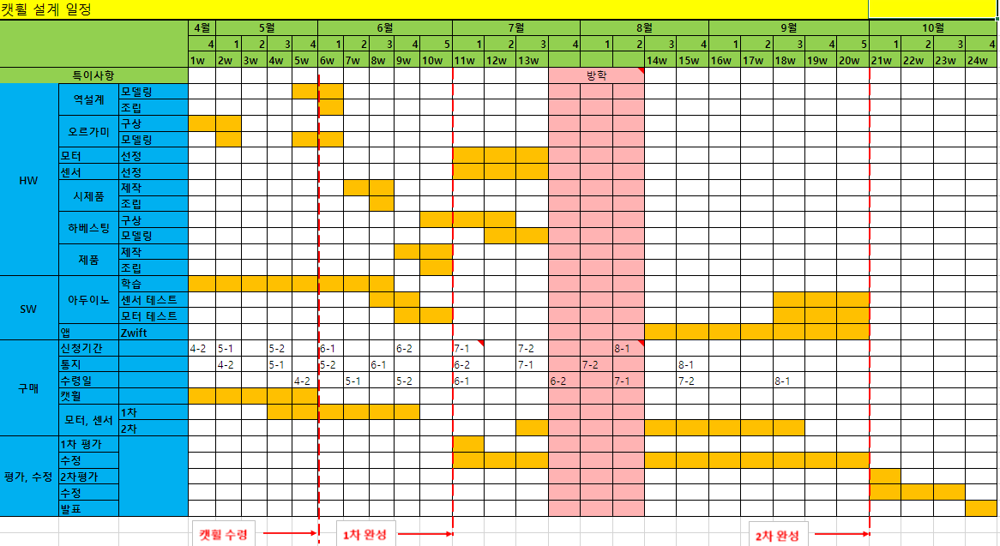 캣휠 설계 일정
4월 5월 6월 7월 8월 9월 10월
4 1 2 3 4 1 2 3 4 5 1 2 3 4 1 2 3 4 1 2 3 4 5 1 2 3 4
1w 2w 3w 4w 5w 6w 7w 8w 9w 10w 11w 12w 13w 14w 15w 16w 17w 18w 19w 20w 21w 22w 23w 24w
특이사항 방학
HW
역설계 모델링
조립
오르가미 구상
모델링
모터 선정
센서 선정
시제품 제작
조립
하베스팅 구상
모델링
제품 제작
조립
SW
아두이노 학습
센서 테스트
모터 테스트
앱 Zwift
구매
신청기간 4-2 5-1 5-2 6-1 6-2 7-1 7-2 8-1
통지 4-2 5-1 5-2 6-1 6-2 7-1 7-2 8-1
수령일 4-2 5-1 5-2 6-1 6-2 7-1 7-2 8-1
캣휠
모터, 센서 1차
2차
평가, 수정
1차 평가
수정
2차평가
수정
발표
캣휠 수령 1차 완성 2차 완성